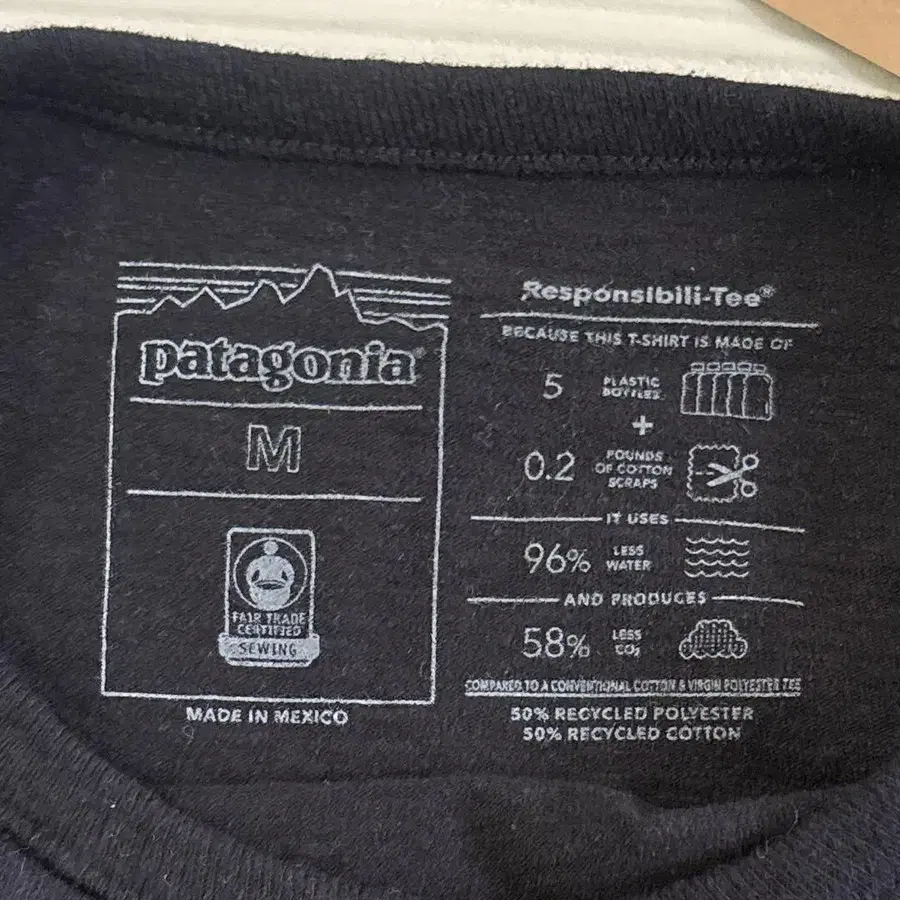 patagonia®
M
FAIR TRADE
CERTIFIED
SEWING
MADE IN MEXICO
Responsibili-Tee®
BECAUSE THIS T-SHIRT IS MADE OF
5 PLASTIC BOTTLES
+
0.2 POUNDS OF COTTON SCRAPS
IT USES
96% LESS WATER
AND PRODUCES
58% LESS CO₂
COMPARED TO A CONVENTIONAL COTTON & VIRGIN POLYESTER TEE
50% RECYCLED POLYESTER
50% RECYCLED COTTON